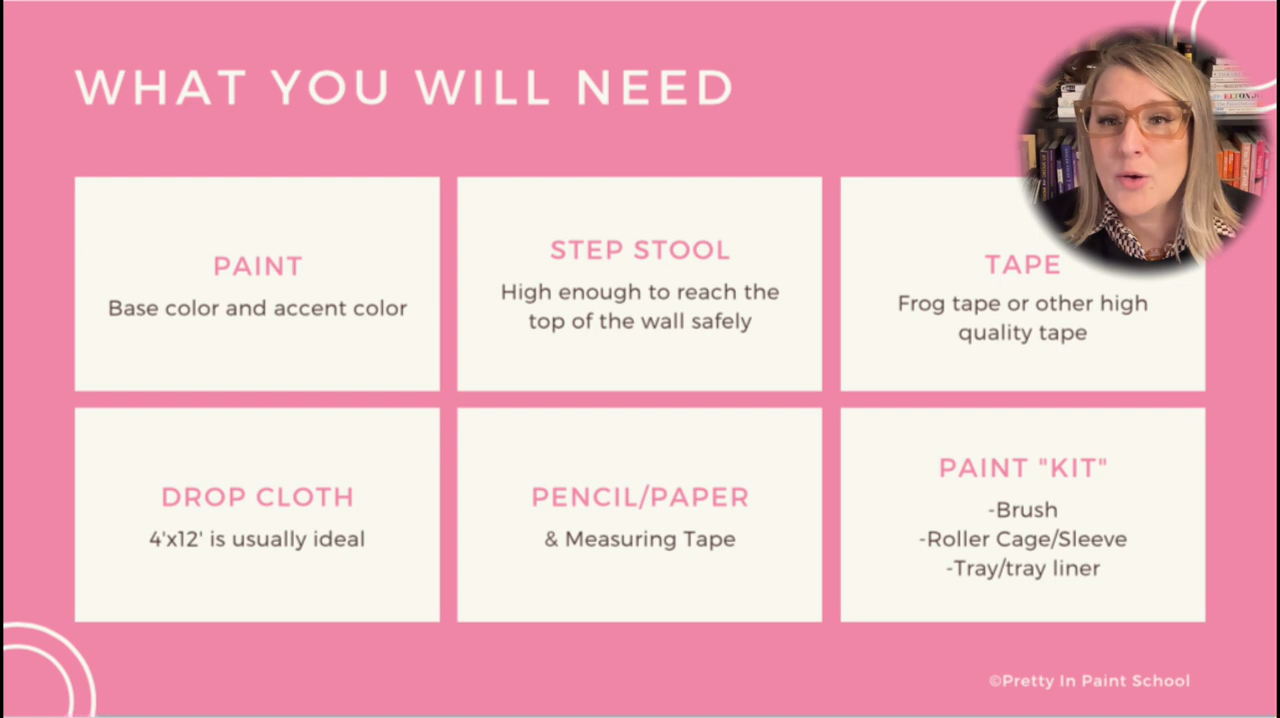 WHAT YOU WILL NEED
PAINT
Base color and accent color
STEP STOOL
High enough to reach the
top of the wall safely
TAPE
Frog tape or other high
quality tape
DROP CLOTH
4'x12' is usually ideal
PENCIL/PAPER
& Measuring Tape
PAINT "KIT"
-Brush
-Roller Cage/Sleeve
-Tray/tray liner
©Pretty In Paint School